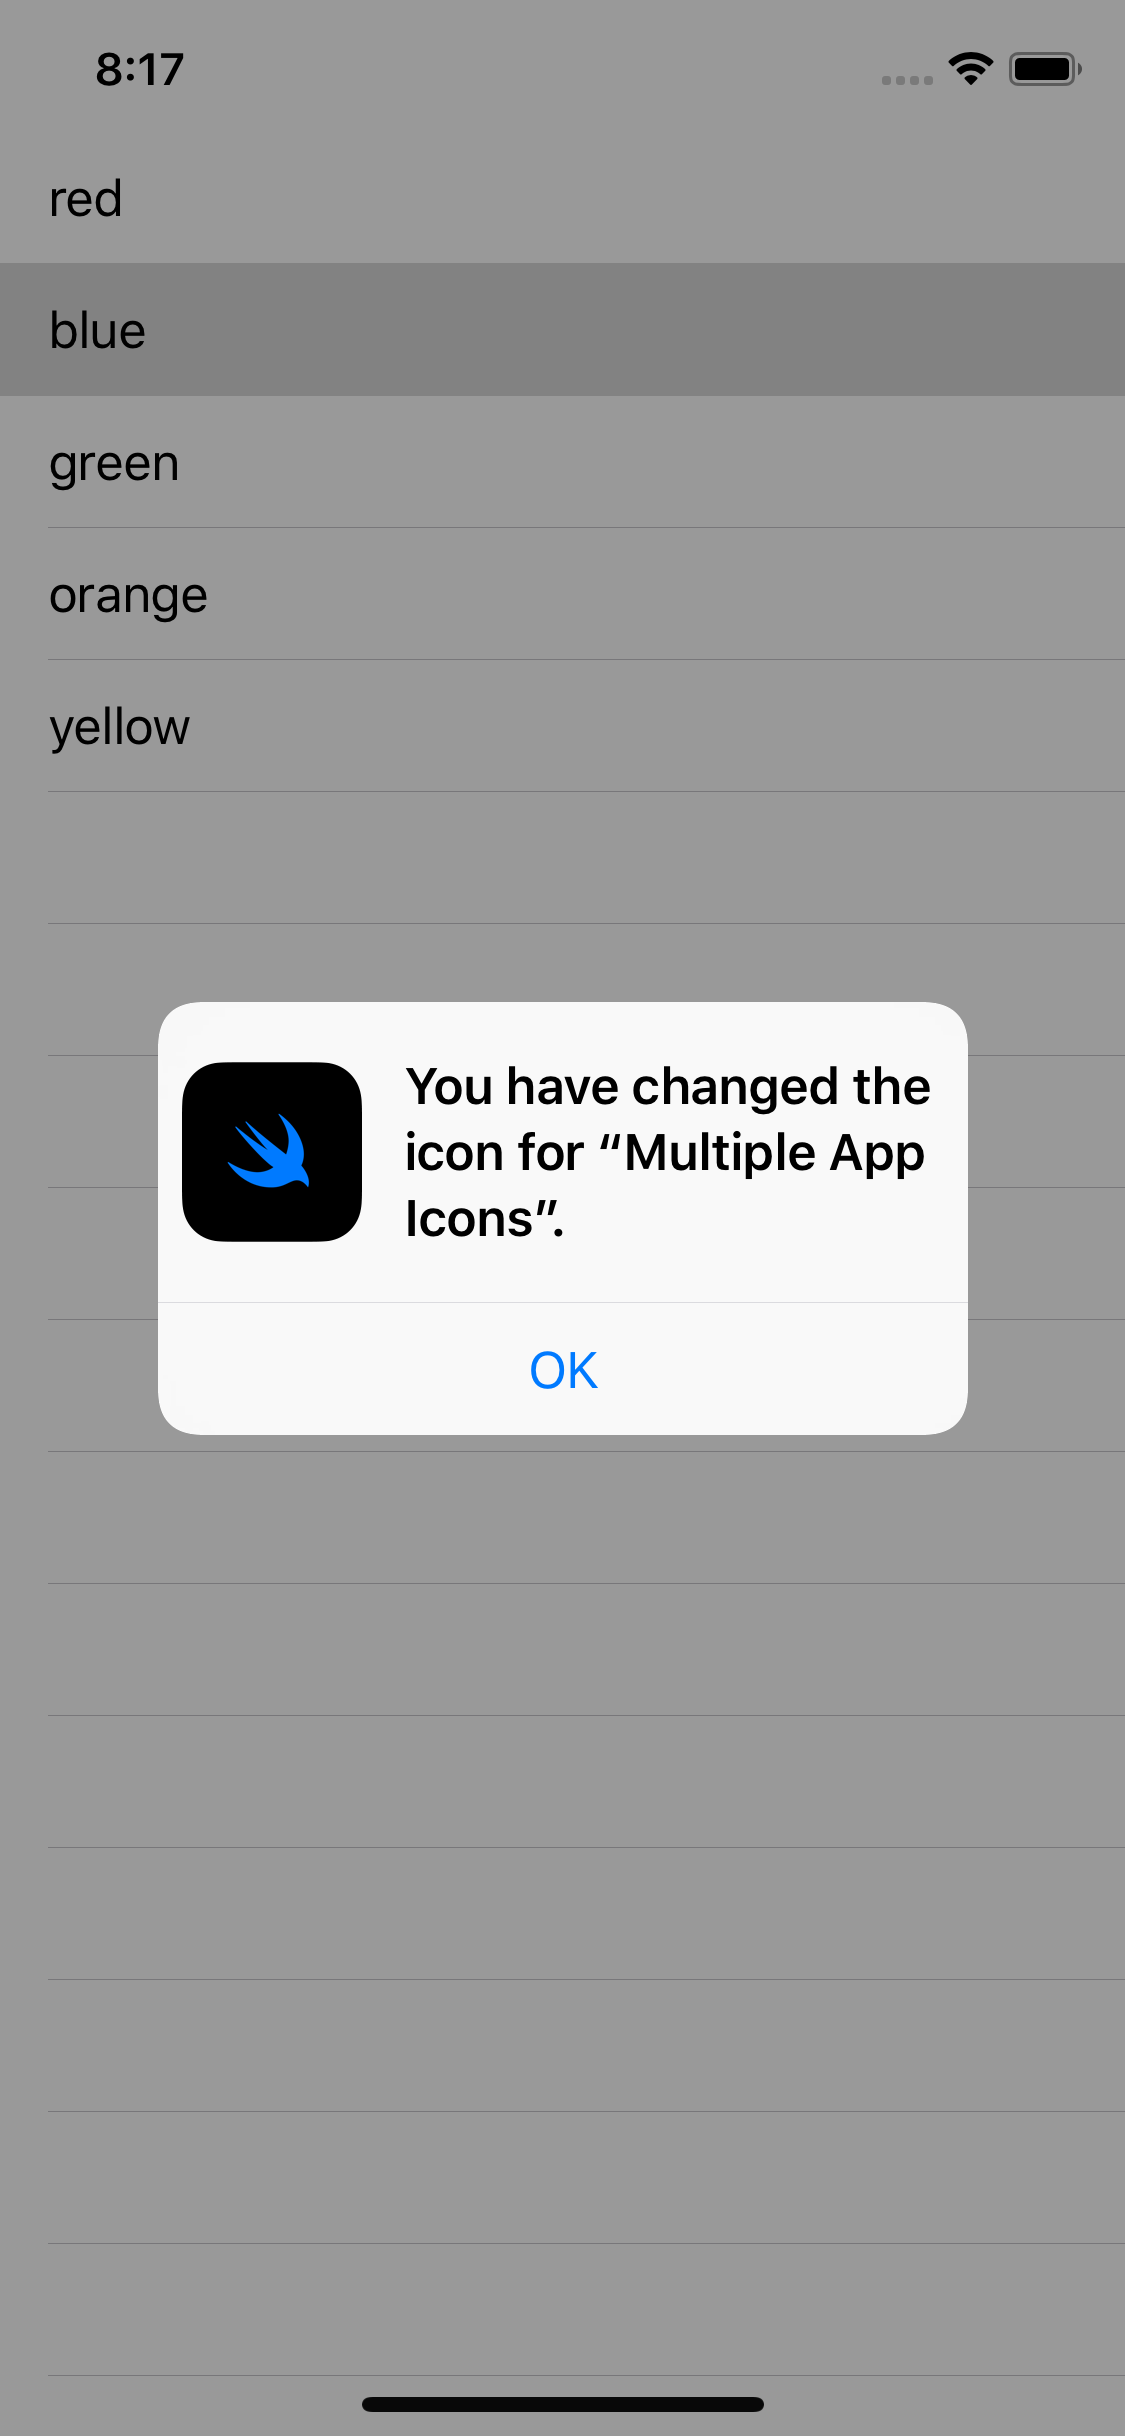 8:17
red
blue
green
orange
yellow
You have changed the
icon for “Multiple App
Icons”.
OK